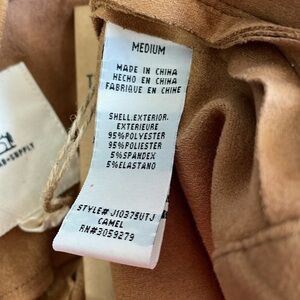 MEDIUM
MADE IN CHINA
HECHO EN CHINA
FABRIQUE EN CHINE
SHELL.EXTERIOR.
EXTERIEURE
95%POLYESTER
95%POLIESTER
5%SPANDEX
5%ELASTANO
STYLE# J10375UTJ
CAMEL
RN#3059279
SUPPLY